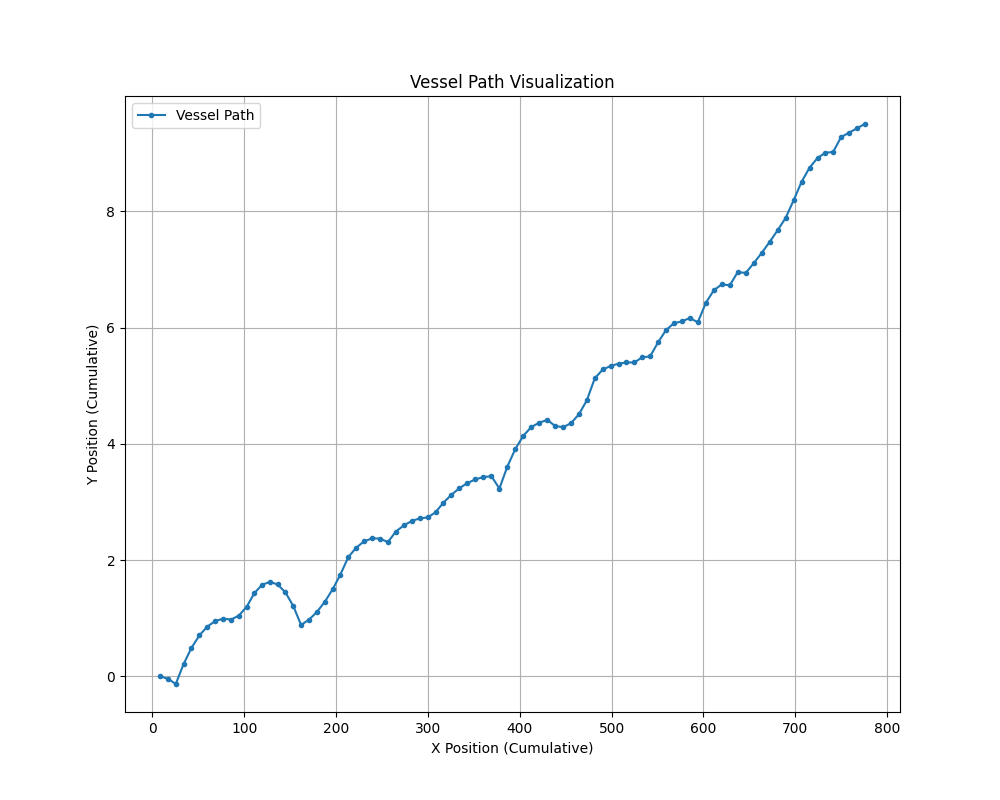 Vessel Path Visualization
Vessel Path
Y Position (Cumulative)
8
6
4
2
0
0 100 200 300 400 500 600 700 800
X Position (Cumulative)